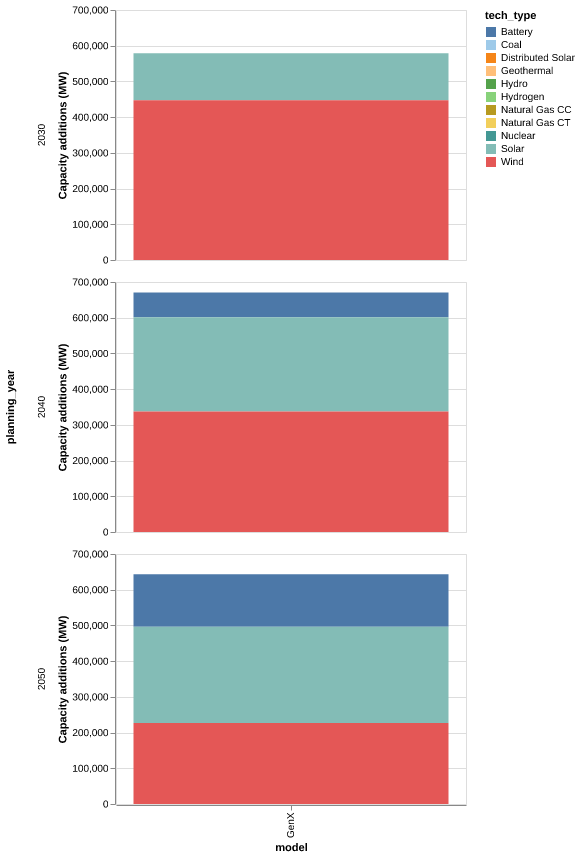 700,000
600,000
500,000
400,000
300,000
200,000
100,000
0
Capacity additions (MW)
2030
700,000
600,000
500,000
400,000
300,000
200,000
100,000
0
Capacity additions (MW)
2040
planning_year
700,000
600,000
500,000
400,000
300,000
200,000
100,000
0
Capacity additions (MW)
2050
GenX
model
tech_type
Battery
Coal
Distributed Solar
Geothermal
Hydro
Hydrogen
Natural Gas CC
Natural Gas CT
Nuclear
Solar
Wind